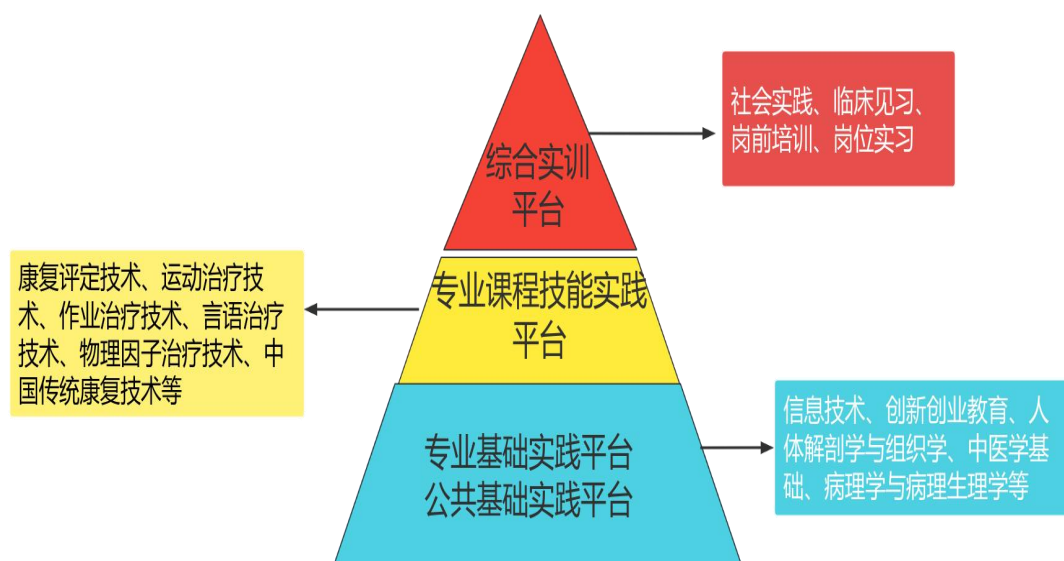 社会实践、临床见习、
岗前培训、岗位实习
综合实训
平台
康复评定技术、运动治疗技
术、作业治疗技术、言语治疗
技术、物理因子治疗技术、中
国传统康复技术等
专业课程技能实践
平台
专业基础实践平台
公共基础实践平台
信息技术、创新创业教育、人
体解剖学与组织学、中医学基
础、病理学与病理生理学等